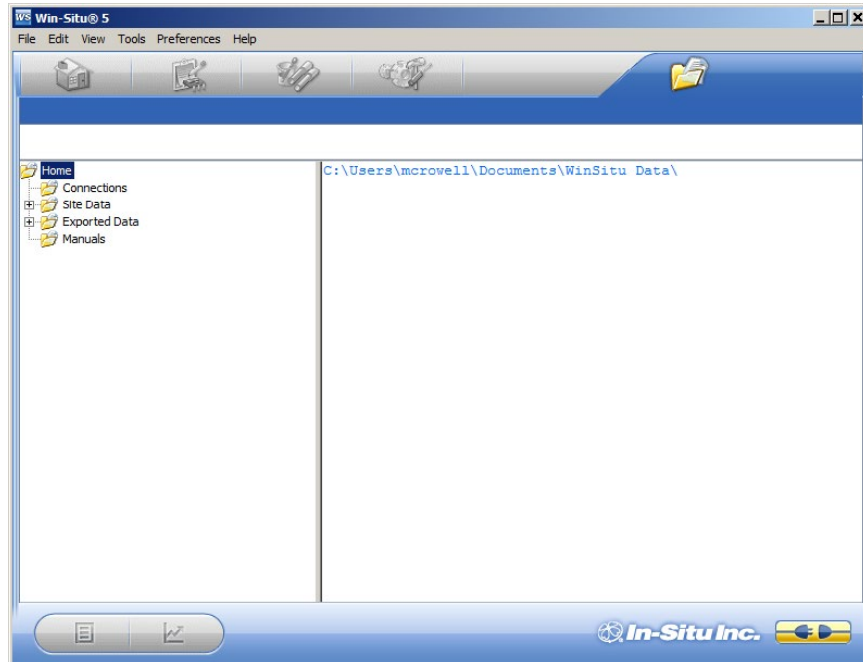 WS Win-Situ® 5
File Edit View Tools Preferences Help
Home
Connections
Site Data
Exported Data
Manuals
C:\Users\mcrowell\Documents\WinSitu Data\
In-Situ Inc.